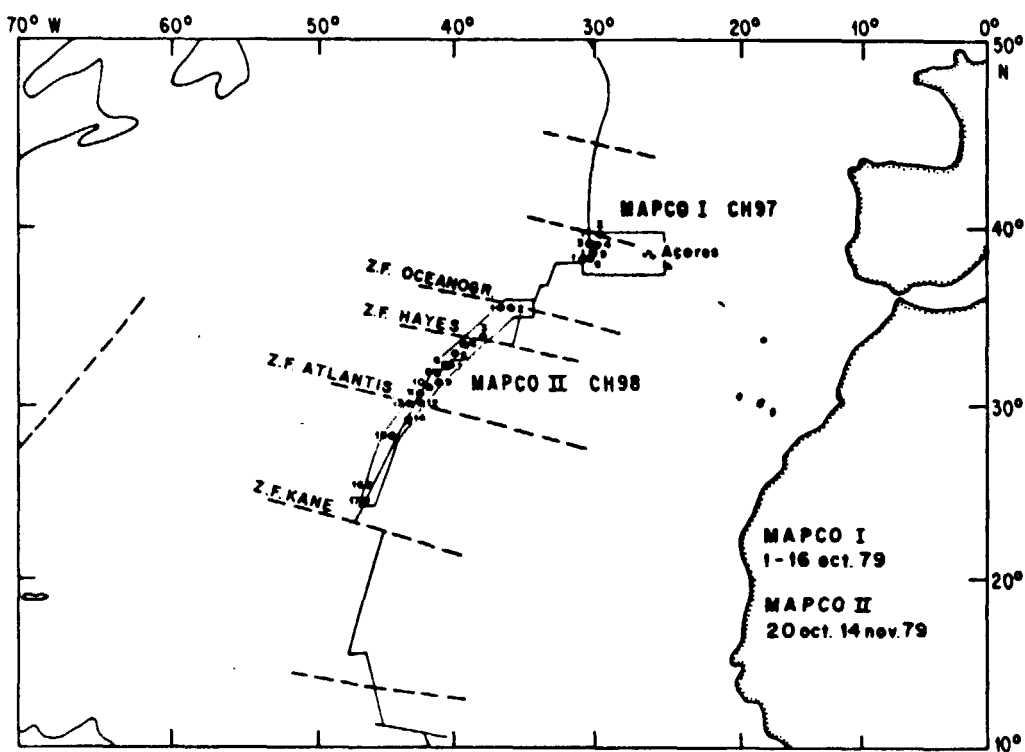 70° W 60° 50° 40° 30° 20° 10° 0°
50°
N
MAPCO I CH97
40°
Açores
Z.F. OCEANOGR.
Z.F. HAYES
Z.F. ATLANTIS
MAPCO II CH98
30°
Z.F. KANE
MAPCO I
1-16 oct. 79
20°
MAPCO II
20 oct. 14 nov. 79
10°